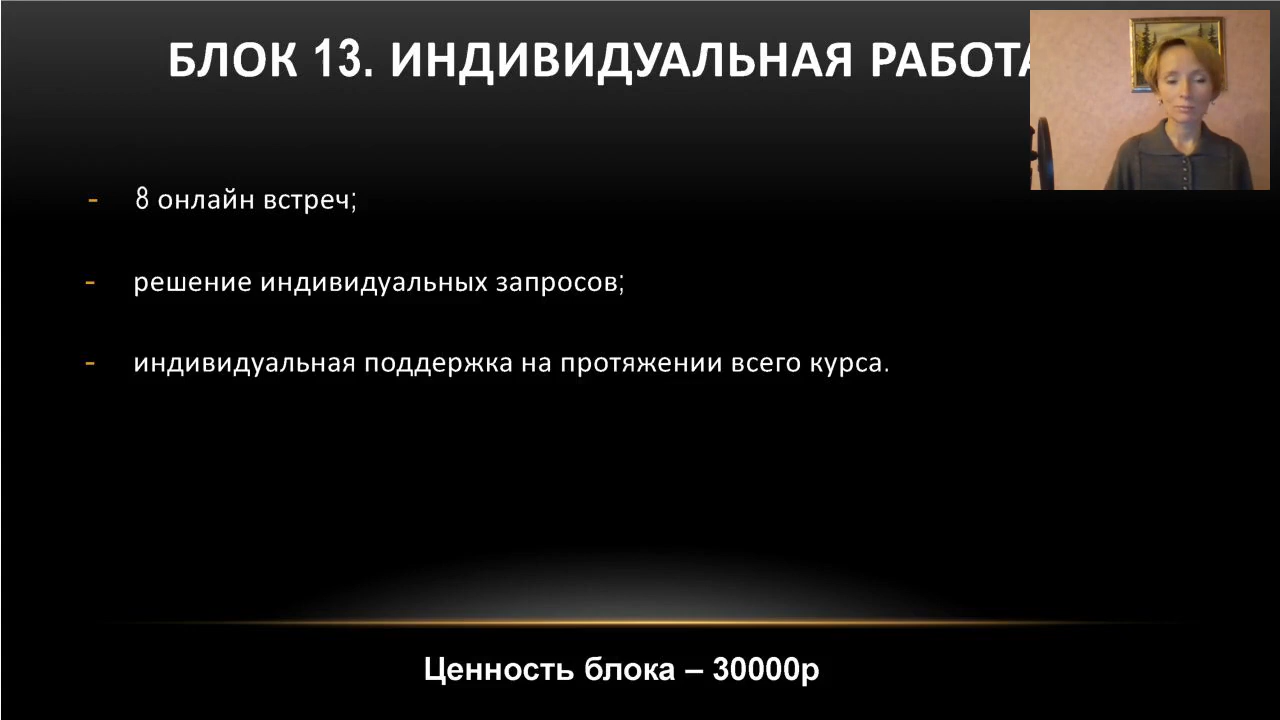 БЛОК 13. ИНДИВИДУАЛЬНАЯ РАБОТА
- 8 онлайн встреч;
- решение индивидуальных запросов;
- индивидуальная поддержка на протяжении всего курса.
Ценность блока – 30000р